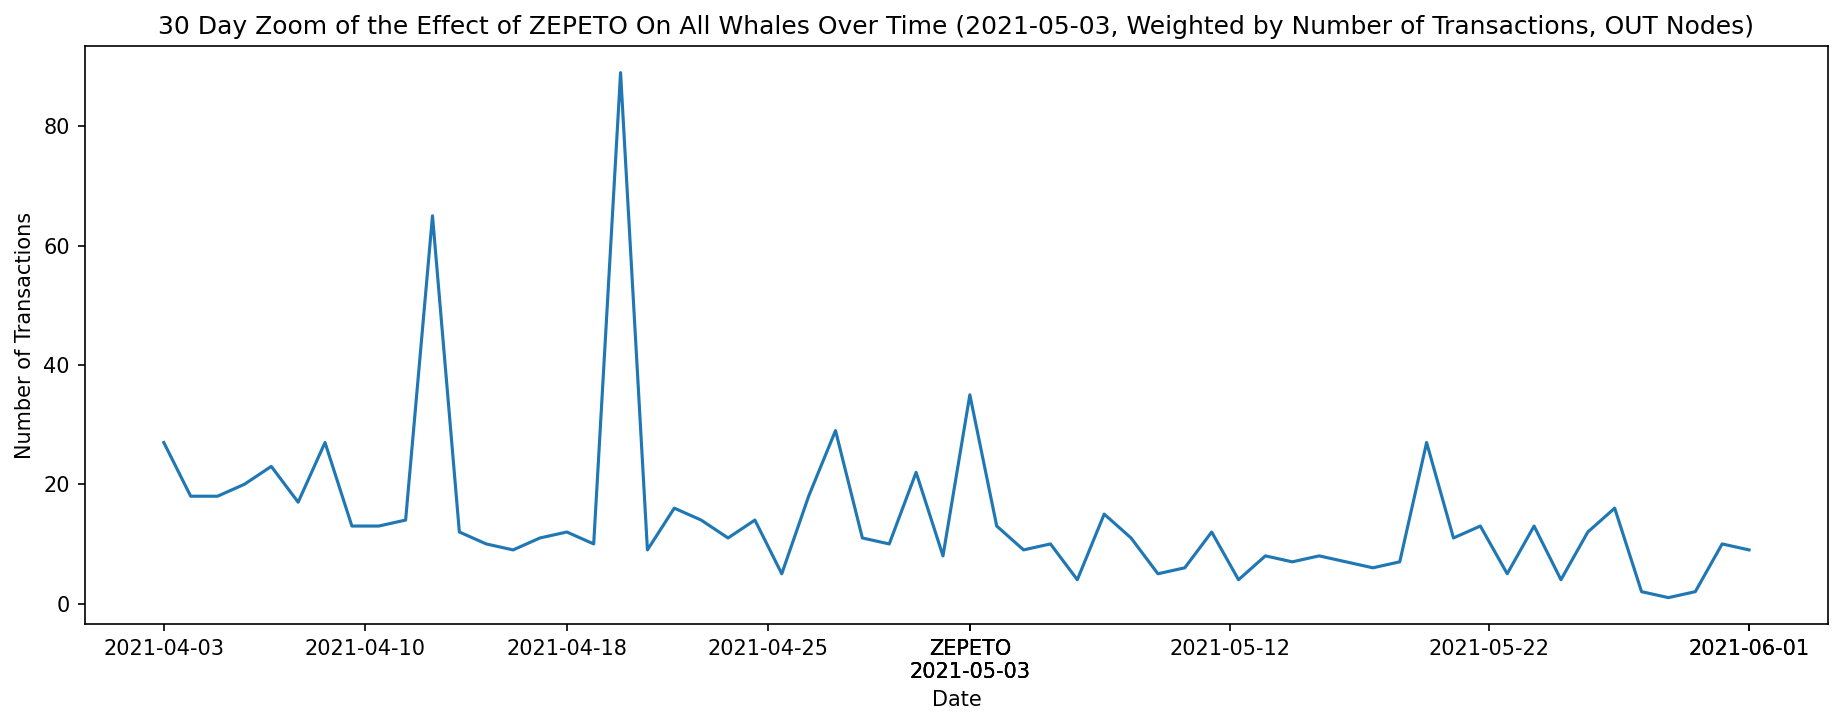 30 Day Zoom of the Effect of ZEPETO On All Whales Over Time (2021-05-03, Weighted by Number of Transactions, OUT Nodes)
Number of Transactions
80
60
40
20
0
2021-04-03 2021-04-10 2021-04-18 2021-04-25 ZEPETO 2021-05-12 2021-05-22 2021-06-01
2021-05-03
Date